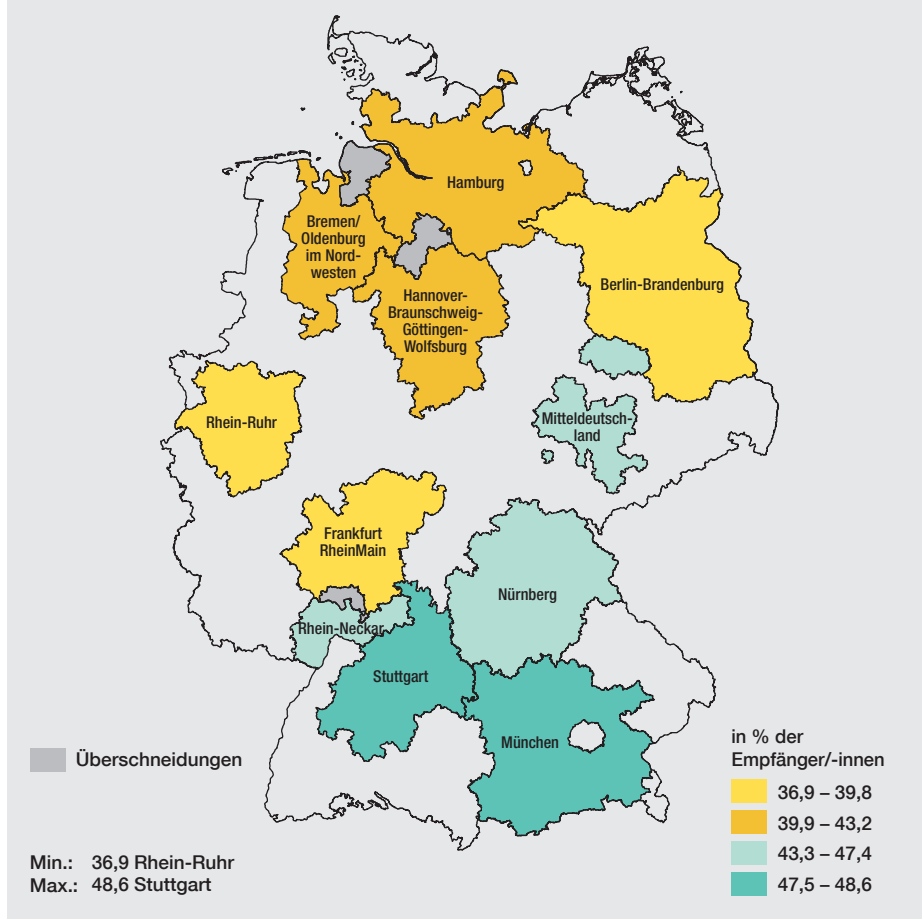 Hamburg
Bremen/
Oldenburg
im Nord-
westen
Berlin-Brandenburg
Hannover-
Braunschweig-
Göttingen-
Wolfsburg
Rhein-Ruhr
Mitteldeutsch-
land
Frankfurt
RheinMain
Nürnberg
Rhein-Neckar
Stuttgart
München
Überschneidungen
in % der
Empfänger/-innen
36,9 – 39,8
39,9 – 43,2
43,3 – 47,4
47,5 – 48,6
Min.: 36,9 Rhein-Ruhr
Max.: 48,6 Stuttgart